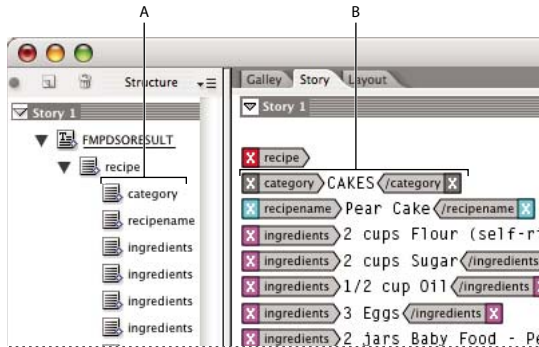 A B
Structure
Galley Story Layout
Story 1
Story 1
FMPDSORESULT
recipe
recipe
category
category CAKES /category
recipename
recipename Pear Cake /recipename
ingredients
ingredients 2 cups Flour (self-ri
ingredients
ingredients 2 cups Sugar /ingredients
ingredients
ingredients 1/2 cup Oil /ingredients
ingredients
ingredients 3 Eggs /ingredients
ingredients 2 jars Baby Food - Pe